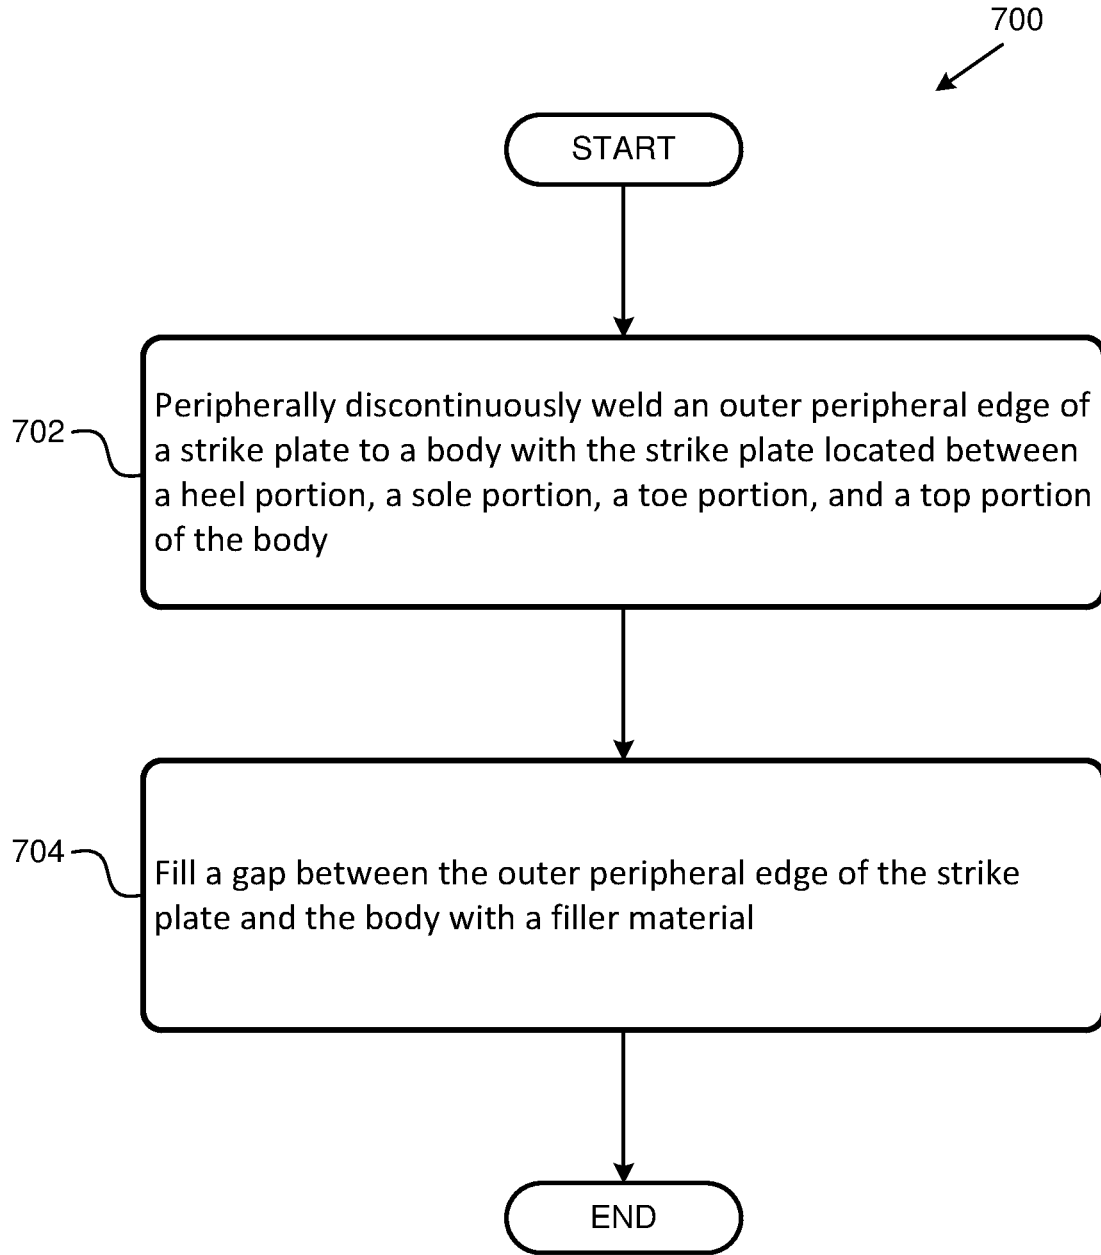 700
START
702
Peripherally discontinuously weld an outer peripheral edge of
a strike plate to a body with the strike plate located between
a heel portion, a sole portion, a toe portion, and a top portion
of the body
704
Fill a gap between the outer peripheral edge of the strike
plate and the body with a filler material
END